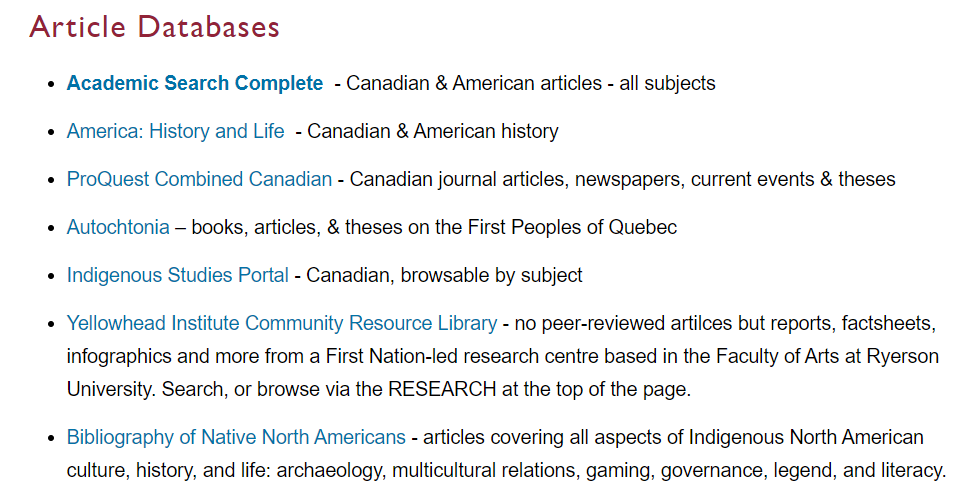 Article Databases
Academic Search Complete - Canadian & American articles - all subjects
America: History and Life - Canadian & American history
ProQuest Combined Canadian - Canadian journal articles, newspapers, current events & theses
Autochtonia – books, articles, & theses on the First Peoples of Quebec
Indigenous Studies Portal - Canadian, browsable by subject
Yellowhead Institute Community Resource Library - no peer-reviewed artilces but reports, factsheets,
infographics and more from a First Nation-led research centre based in the Faculty of Arts at Ryerson
University. Search, or browse via the RESEARCH at the top of the page.
Bibliography of Native North Americans - articles covering all aspects of Indigenous North American
culture, history, and life: archaeology, multicultural relations, gaming, governance, legend, and literacy.